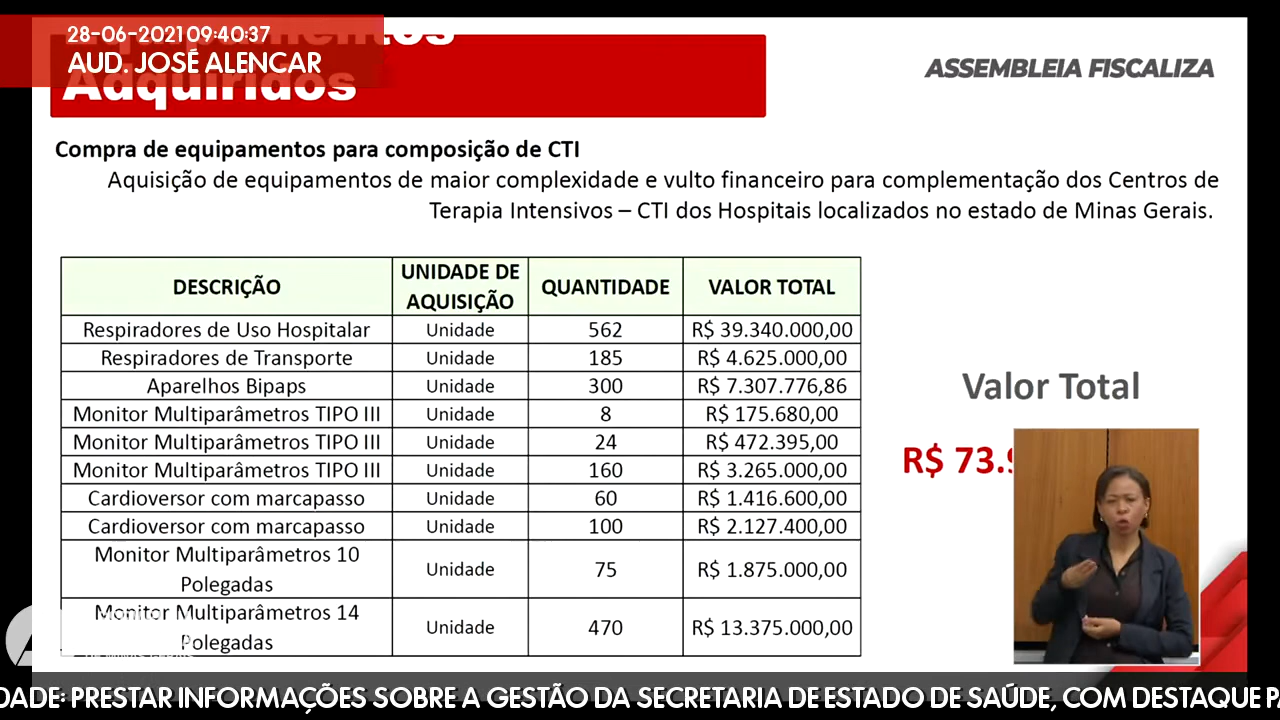 28-06-2021 09:40:37
AUD. JOSÉ ALENCAR
Equipamentos
Adquiridos
ASSEMBLEIA FISCALIZA
Compra de equipamentos para composição de CTI
Aquisição de equipamentos de maior complexidade e vulto financeiro para complementação dos Centros de
Terapia Intensivos – CTI dos Hospitais localizados no estado de Minas Gerais.
DESCRIÇÃO UNIDADE DE AQUISIÇÃO QUANTIDADE VALOR TOTAL
Respiradores de Uso Hospitalar Unidade 562 R$ 39.340.000,00
Respiradores de Transporte Unidade 185 R$ 4.625.000,00
Aparelhos Bipaps Unidade 300 R$ 7.307.776,86
Monitor Multiparâmetros TIPO III Unidade 8 R$ 175.680,00
Monitor Multiparâmetros TIPO III Unidade 24 R$ 472.395,00
Monitor Multiparâmetros TIPO III Unidade 160 R$ 3.265.000,00
Cardioversor com marcapasso Unidade 60 R$ 1.416.600,00
Cardioversor com marcapasso Unidade 100 R$ 2.127.400,00
Monitor Multiparâmetros 10 Polegadas Unidade 75 R$ 1.875.000,00
Monitor Multiparâmetros 14 Polegadas Unidade 470 R$ 13.375.000,00
Valor Total
R$ 73.9
DADE: PRESTAR INFORMAÇÕES SOBRE A GESTÃO DA SECRETARIA DE ESTADO DE SAÚDE, COM DESTAQUE PA